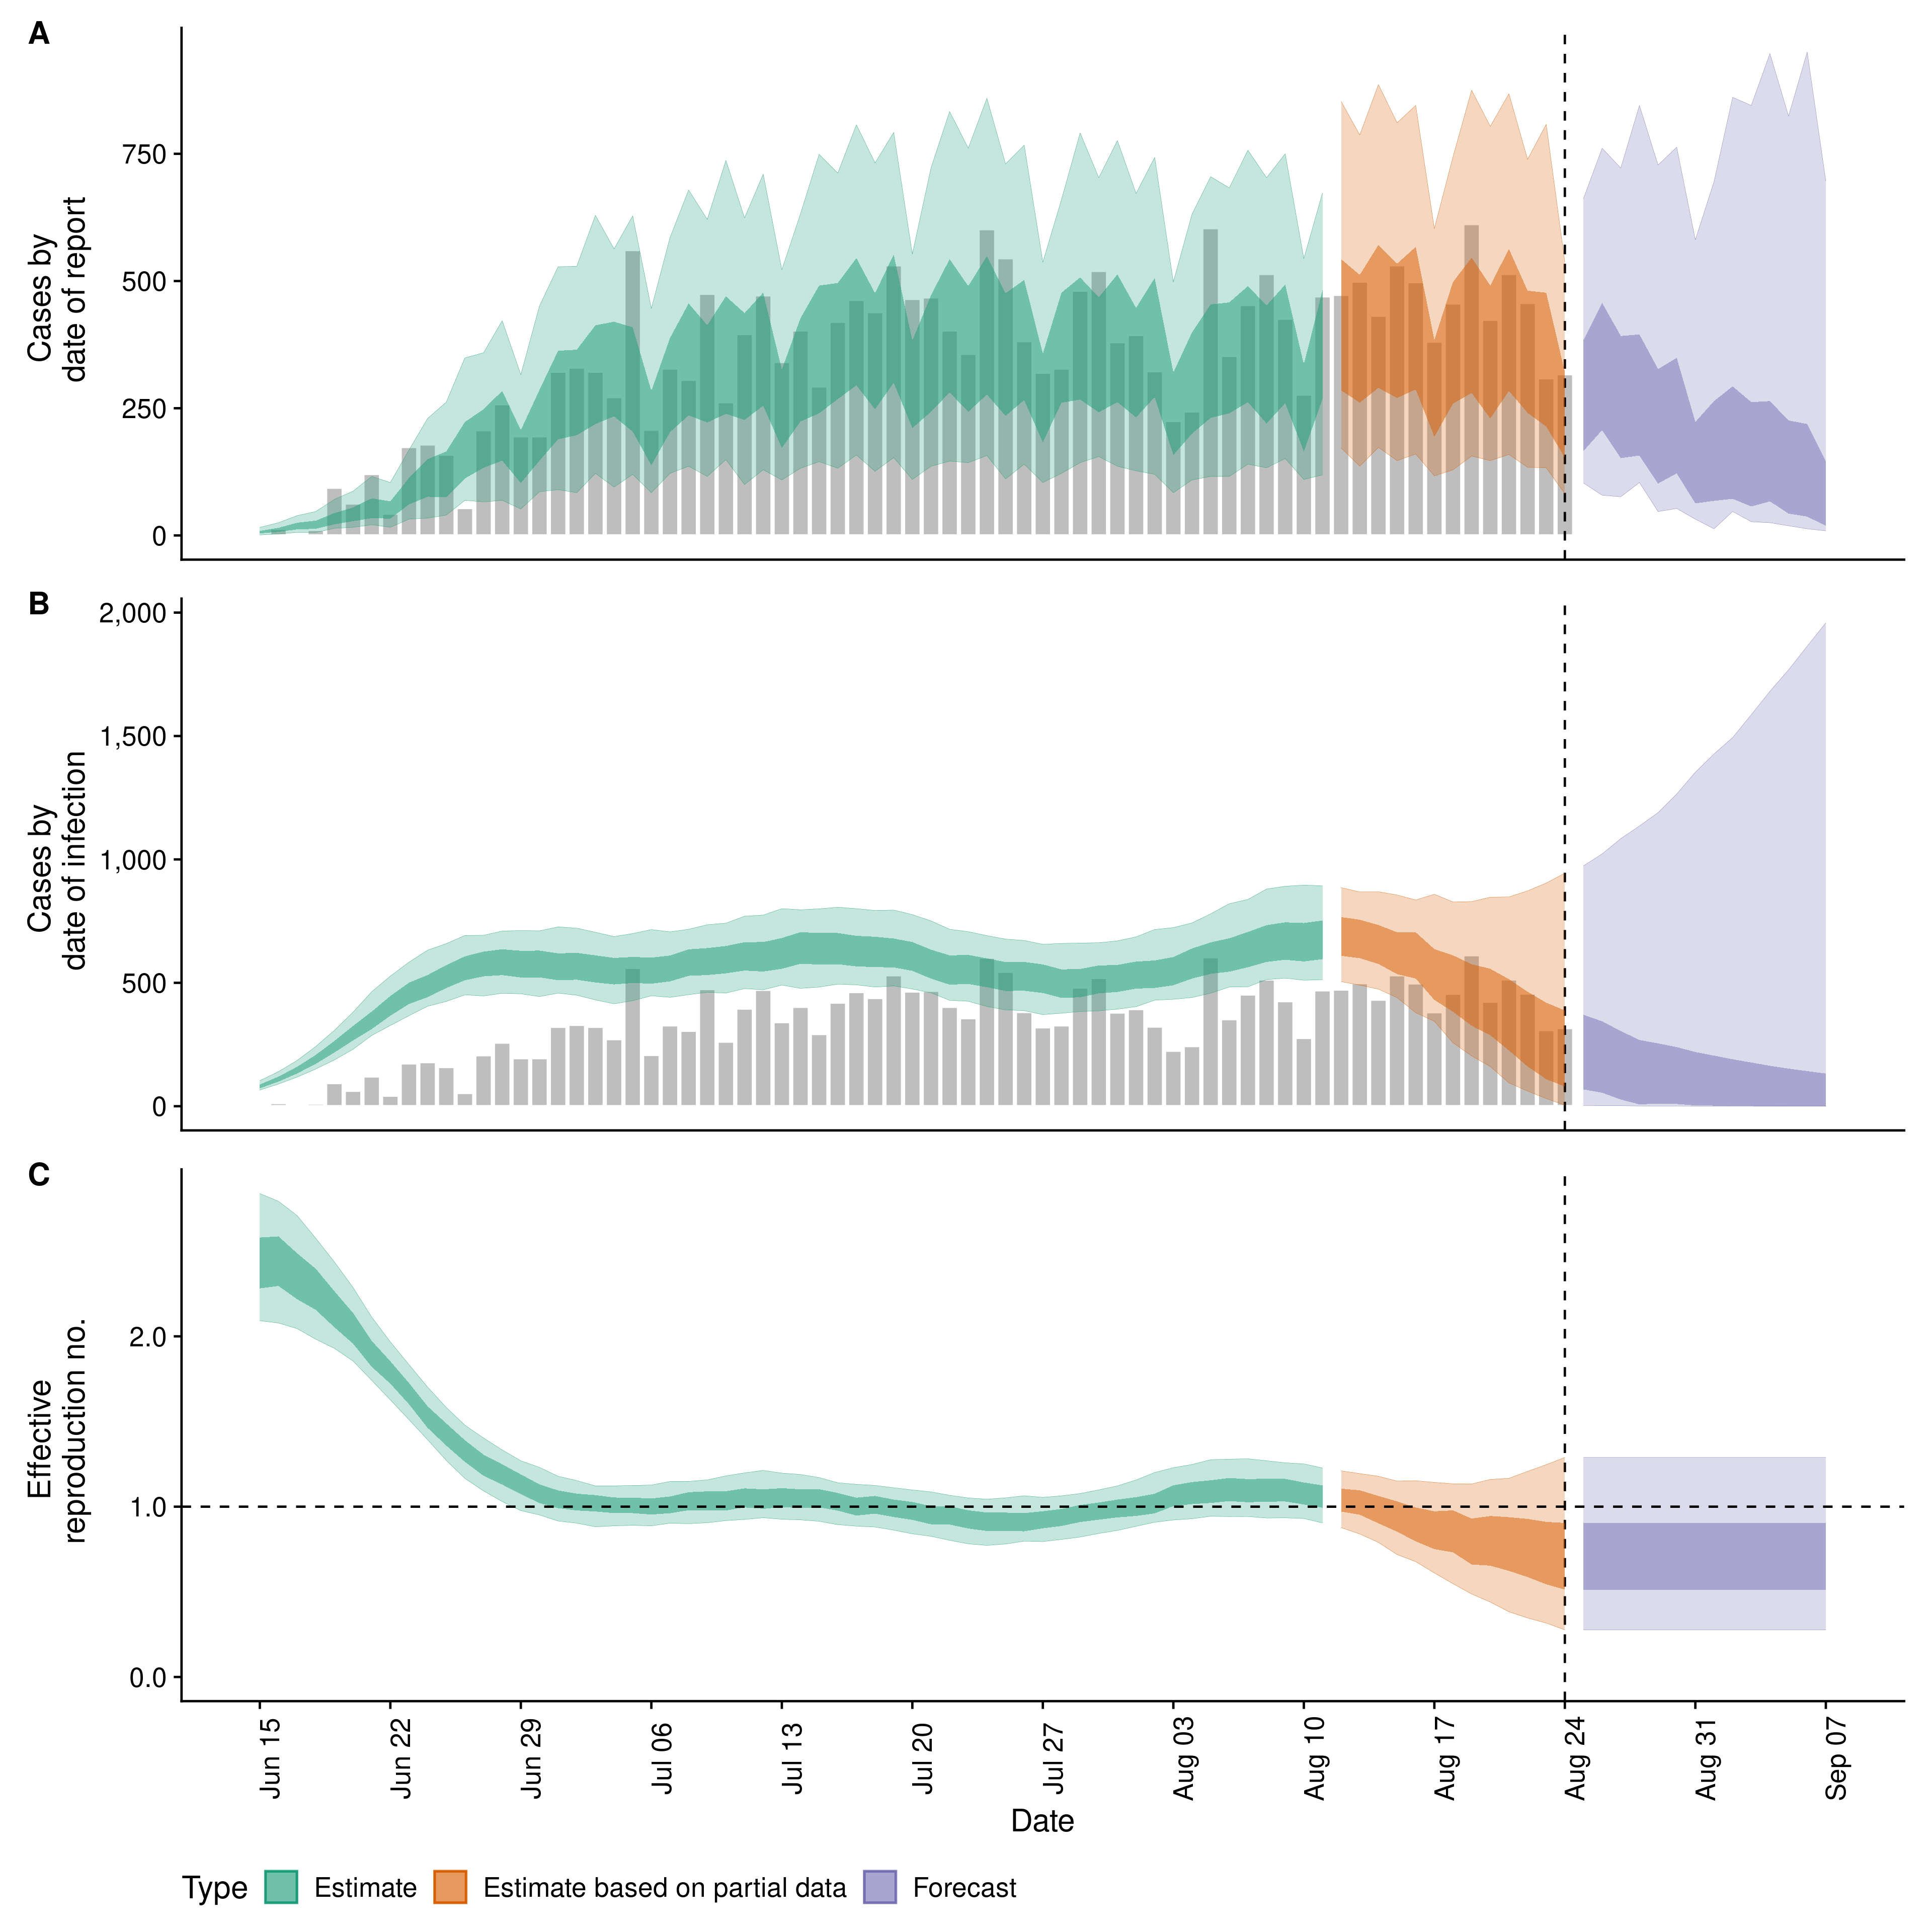 A
Cases by
date of report
750
500
250
0
B
Cases by
date of infection
2,000
1,500
1,000
500
0
C
Effective
reproduction no.
2.0
1.0
0.0
Jun 15
Jun 22
Jun 29
Jul 06
Jul 13
Jul 20
Jul 27
Aug 03
Aug 10
Aug 17
Aug 24
Aug 31
Sep 07
Date
Type
Estimate
Estimate based on partial data
Forecast